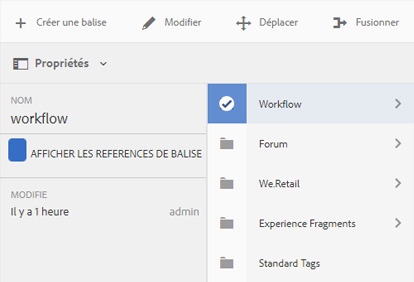 Créer une balise Modifier Déplacer Fusionner
Propriétés
NOM
workflow
AFFICHER LES REFERENCES DE BALISE
MODIFIE
Il y a 1 heure admin
Workflow
Forum
We.Retail
Experience Fragments
Standard Tags